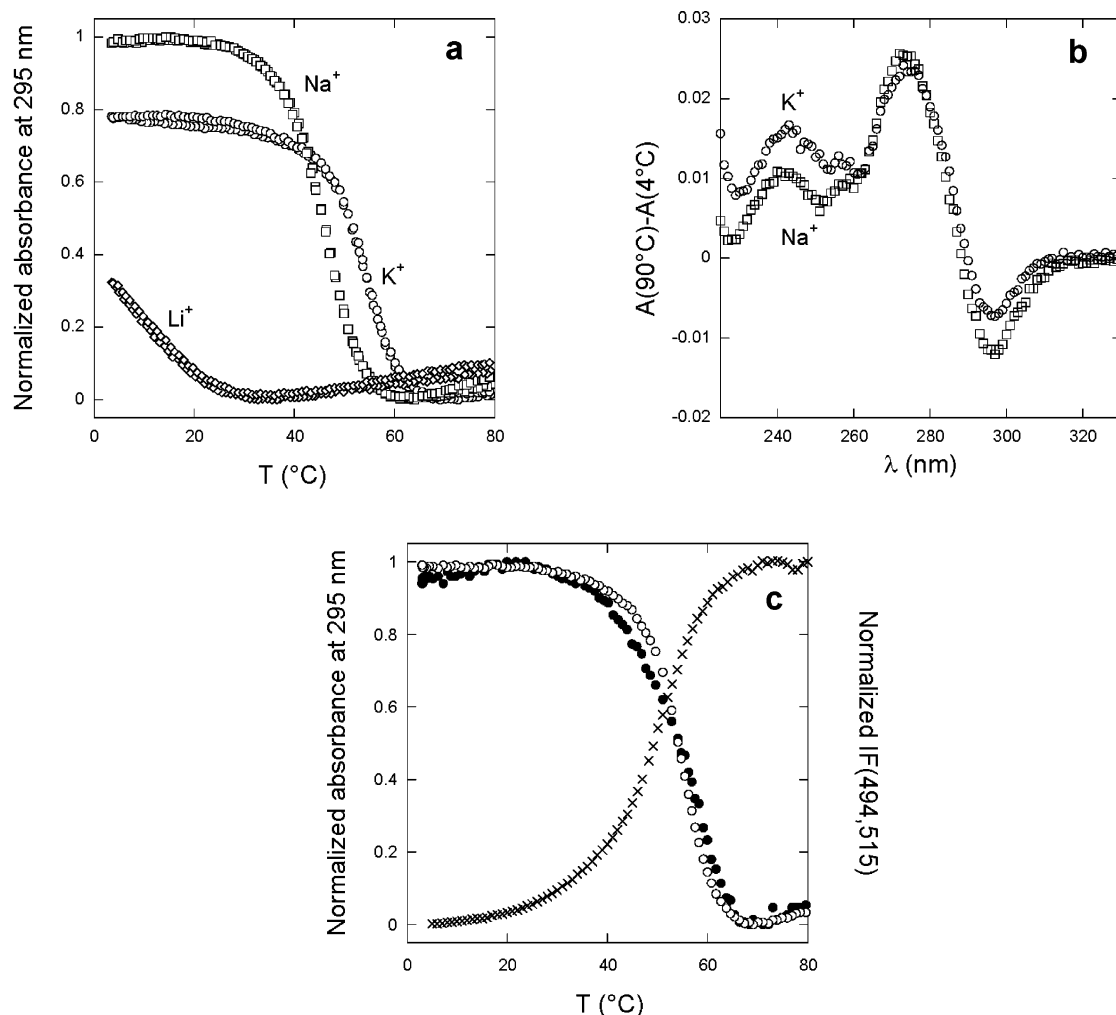 a
Normalized absorbance at 295 nm
1
0.8
0.6
0.4
0.2
0
Na+
K+
Li+
0
20
40
60
80
T (°C)
b
A(90°C)-A(4°C)
0.03
0.02
0.01
0
-0.01
-0.02
K+
Na+
240
260
280
300
320
λ (nm)
c
Normalized absorbance at 295 nm
1
0.8
0.6
0.4
0.2
0
Normalized IF(494,515)
0
20
40
60
80
T (°C)